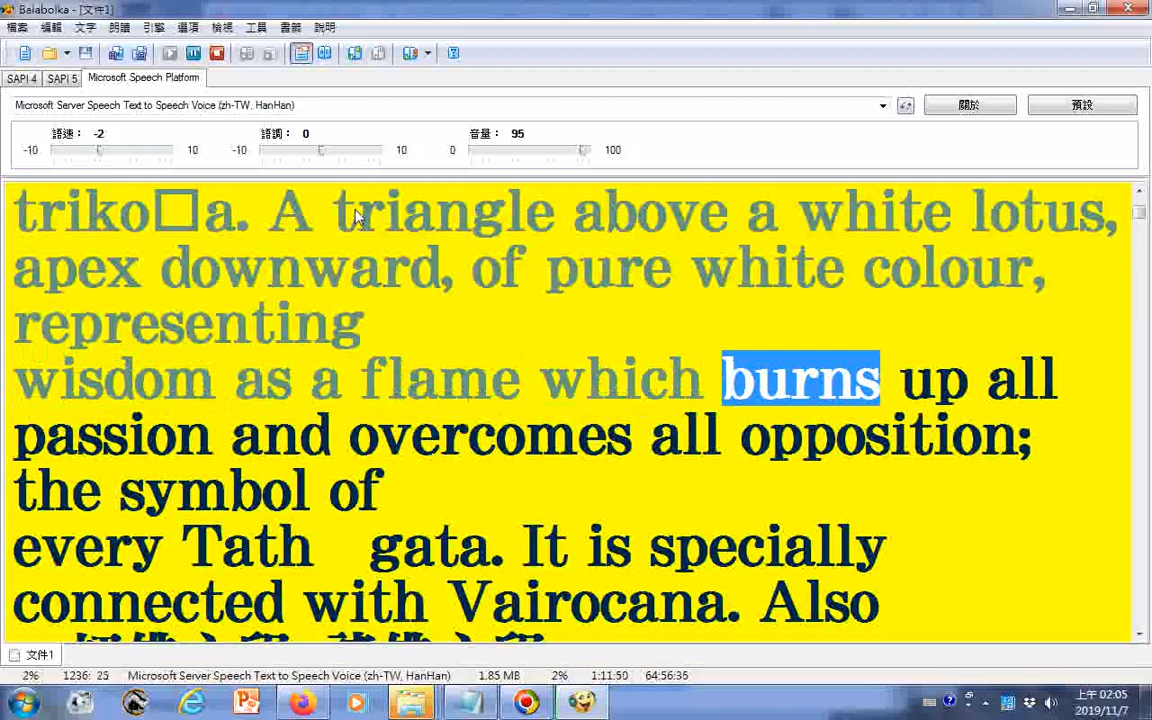 Balabolka - [文件1]
檔案 編輯 文字 朗讀 引擎 選項 檢視 工具 書籤 說明
SAPI 4 SAPI 5 Microsoft Speech Platform
Microsoft Server Speech Text to Speech Voice (zh-TW, HanHan) 關於 預設
語速： -2 語調： 0 音量： 95
-10 10 -10 10 0 100
triko□a. A triangle above a white lotus,
apex downward, of pure white colour,
representing
wisdom as a flame which burns up all
passion and overcomes all opposition;
the symbol of
every Tath gata. It is specially
connected with Vairocana. Also
文件1
2% 1236: 25 Microsoft Server Speech Text to Speech Voice (zh-TW, HanHan) 1.85 MB 2% 1:11:50 64:56:35
上午 02:05
2019/11/7